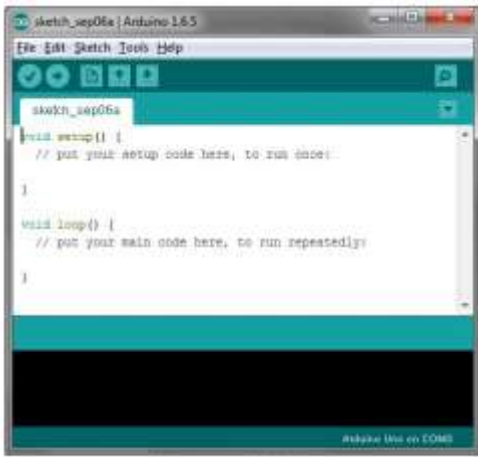 sketch_sep06a | Arduino 1.6.5
File Edit Sketch Tools Help
sketch_sep06a
void setup() {
// put your setup code here, to run once:
}
void loop() {
// put your main code here, to run repeatedly:
}
Arduino Uno on